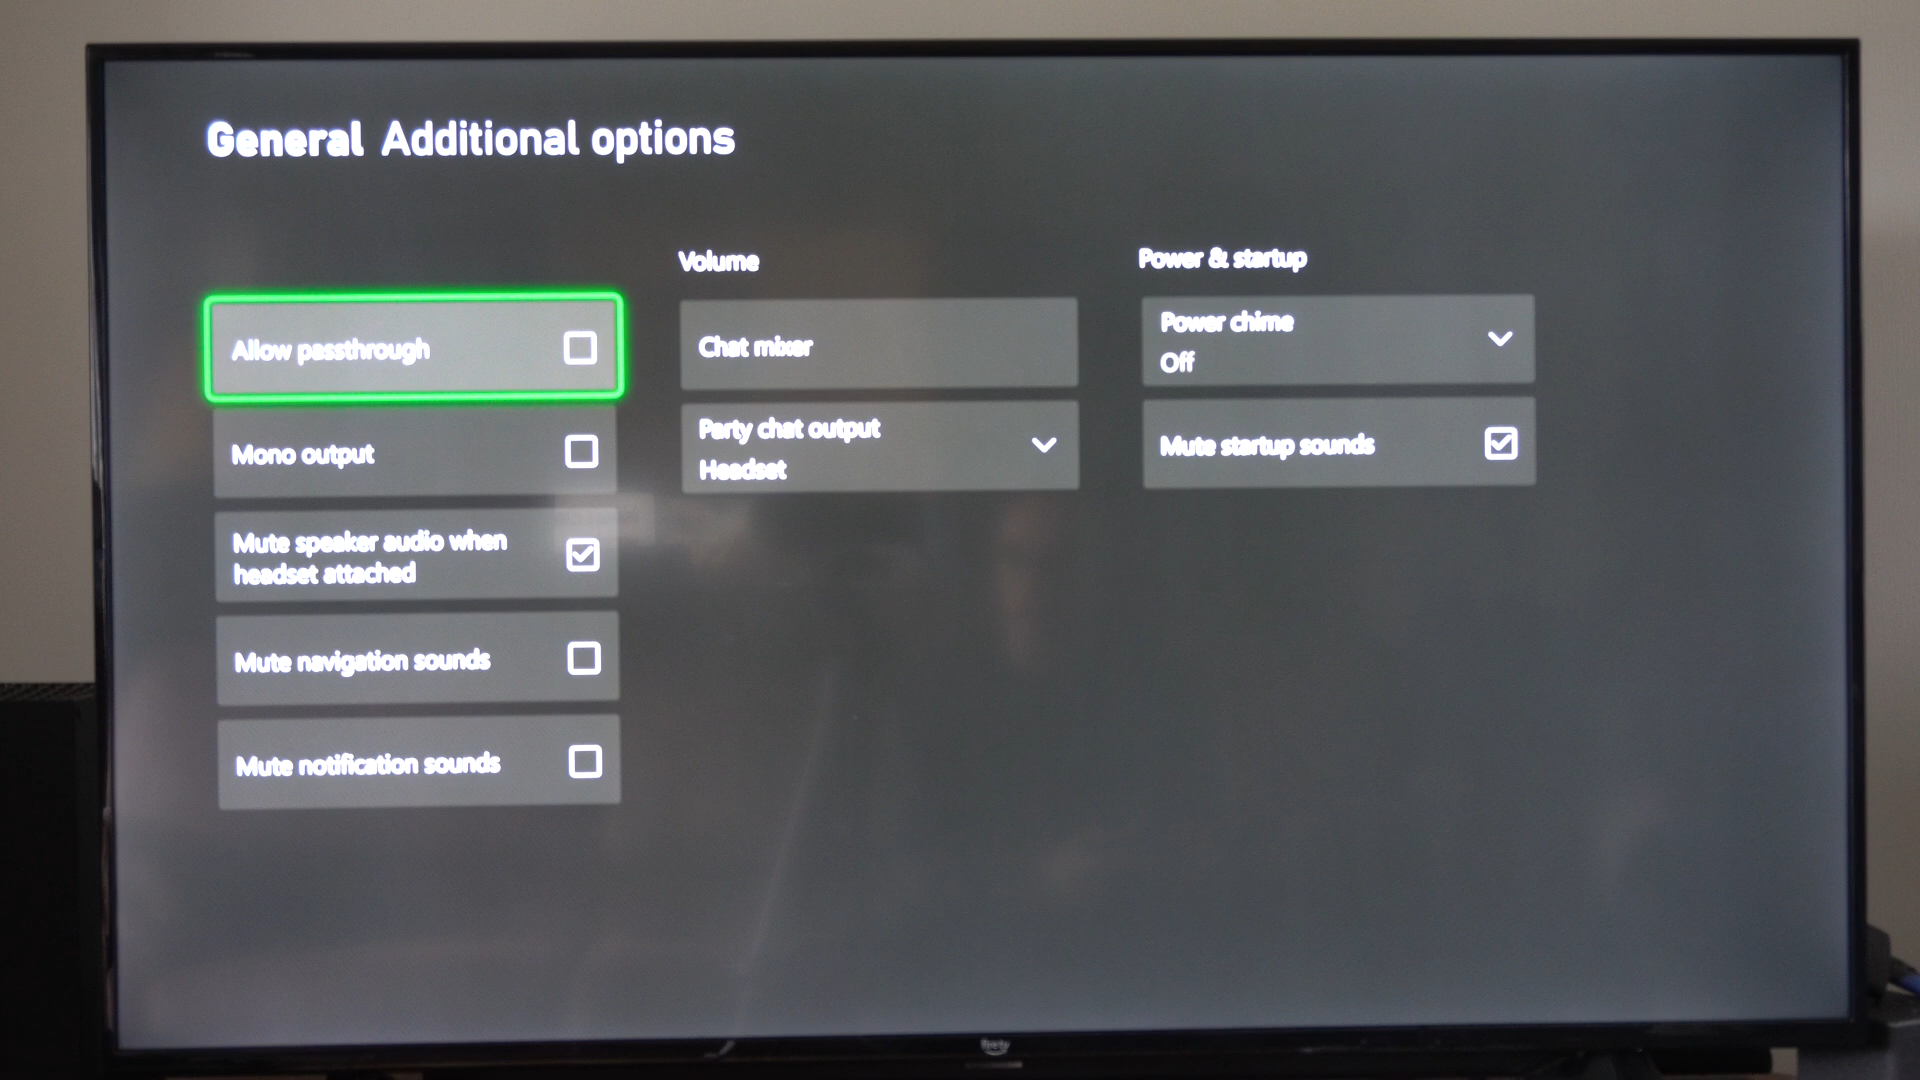 General Additional options
Allow passthrough
Mono output
Mute speaker audio when
headset attached
Mute navigation sounds
Mute notification sounds
Volume
Chat mixer
Party chat output
Headset
Power & startup
Power chime
Off
Mute startup sounds
firetv